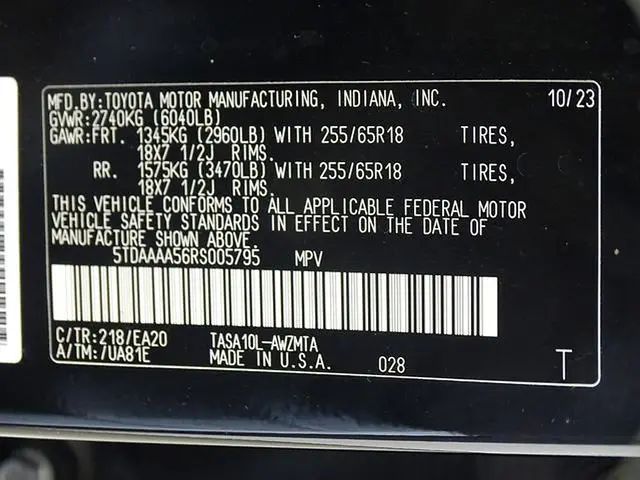 MFD.BY:TOYOTA MOTOR MANUFACTURING, INDIANA, INC. 10/23
GVWR:2740KG (6040LB)
GAWR:FRT. 1345KG (2960LB) WITH 255/65R18 TIRES,
18X7 1/2J RIMS.
RR. 1575KG (3470LB) WITH 255/65R18 TIRES,
18X7 1/2J RIMS.
THIS VEHICLE CONFORMS TO ALL APPLICABLE FEDERAL MOTOR
VEHICLE SAFETY STANDARDS IN EFFECT ON THE DATE OF
MANUFACTURE SHOWN ABOVE.
5TDAAAA56RS005795 MPV
C/TR:218/EA20 TASA10L-AWZMTA
A/TM:/UA81E MADE IN U.S.A. 028 T